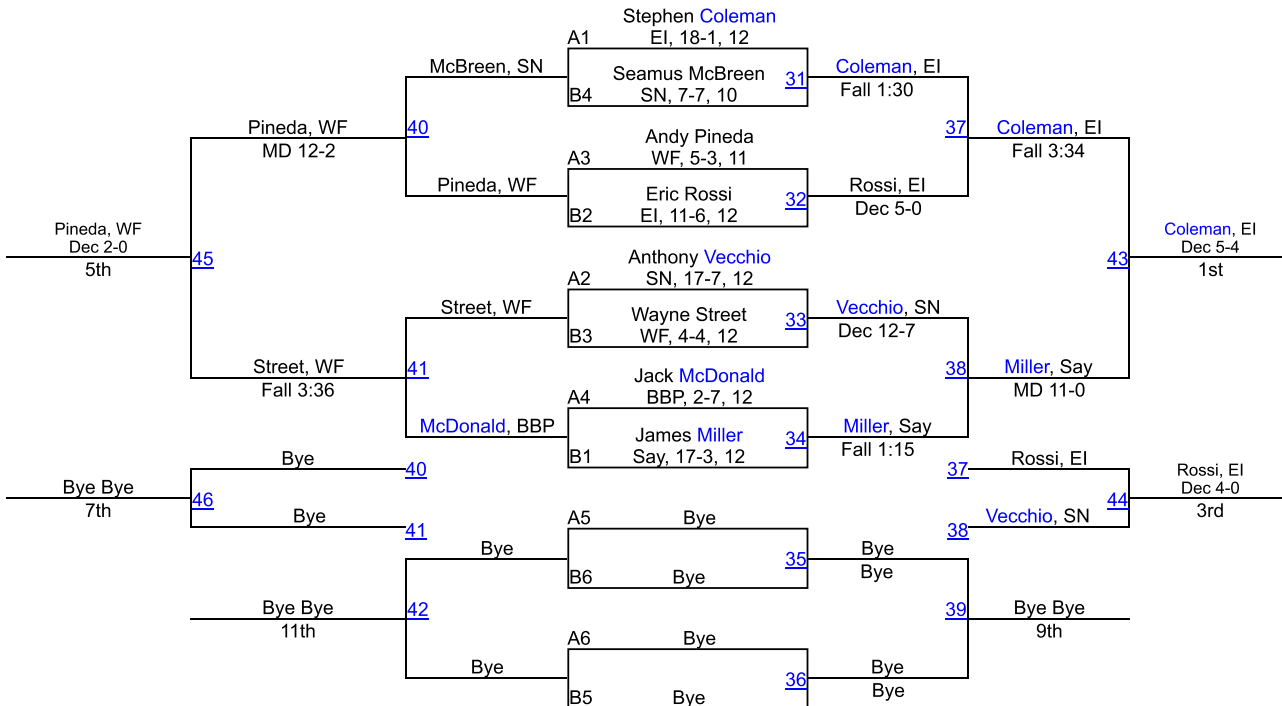 Stephen Coleman
A1
EI, 18-1, 12
McBreen, SN
Seamus McBreen
31
Coleman, EI
B4
SN, 7-7, 10
Fall 1:30
Pineda, WF
MD 12-2
40
Andy Pineda
37
Coleman, EI
Fall 3:34
A3
WF, 5-3, 11
Pineda, WF
Eric Rossi
32
Rossi, EI
B2
EI, 11-6, 12
Dec 5-0
Pineda, WF
Dec 2-0
5th
45
Anthony Vecchio
43
Coleman, EI
Dec 5-4
1st
A2
SN, 17-7, 12
Street, WF
Wayne Street
33
Vecchio, SN
B3
WF, 4-4, 12
Dec 12-7
Street, WF
Fall 3:36
41
Jack McDonald
38
Miller, Say
MD 11-0
A4
BBP, 2-7, 12
McDonald, BBP
James Miller
34
Miller, Say
B1
Say, 17-3, 12
Fall 1:15
Bye
40
37
Rossi, EI
Bye Bye
7th
46
44
Rossi, EI
Dec 4-0
3rd
Bye
41
38
Vecchio, SN
A5
Bye
Bye
35
Bye
Bye
B6
Bye
Bye Bye
11th
42
39
Bye Bye
9th
A6
Bye
Bye
36
Bye
Bye
B5
Bye